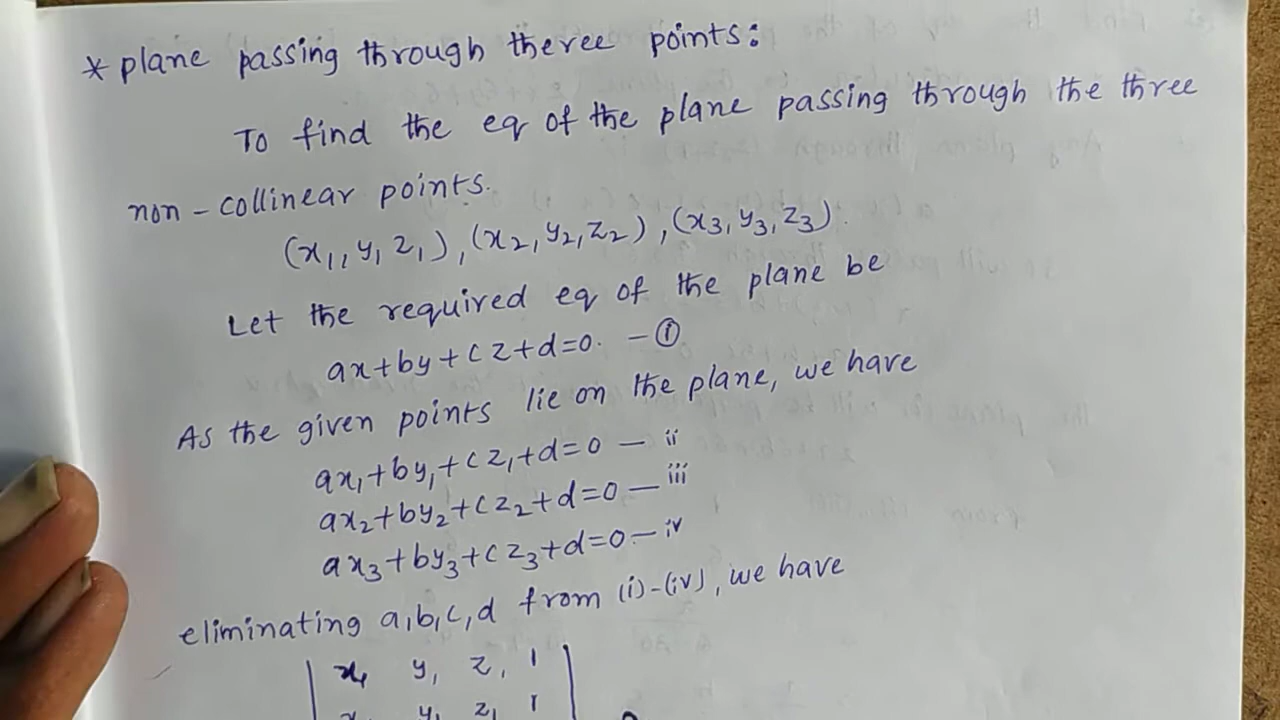 * plane passing through theree points:
To find the eq of the plane passing through the three
non-collinear points.
(x₁, y₁ z₁), (x₂, y₂, z₂), (x₃, y₃, z₃).
Let the required eq of the plane be
ax+by+cz+d=0. — ⓘ
As the given points lie on the plane, we have
ax₁+by₁+cz₁+d=0 — ii
ax₂+by₂+cz₂+d=0 — iii
ax₃+by₃+cz₃+d=0 — iv
eliminating a,b,c,d from (i)-(iv), we have
y, z, 1
y₁ z₁ 1